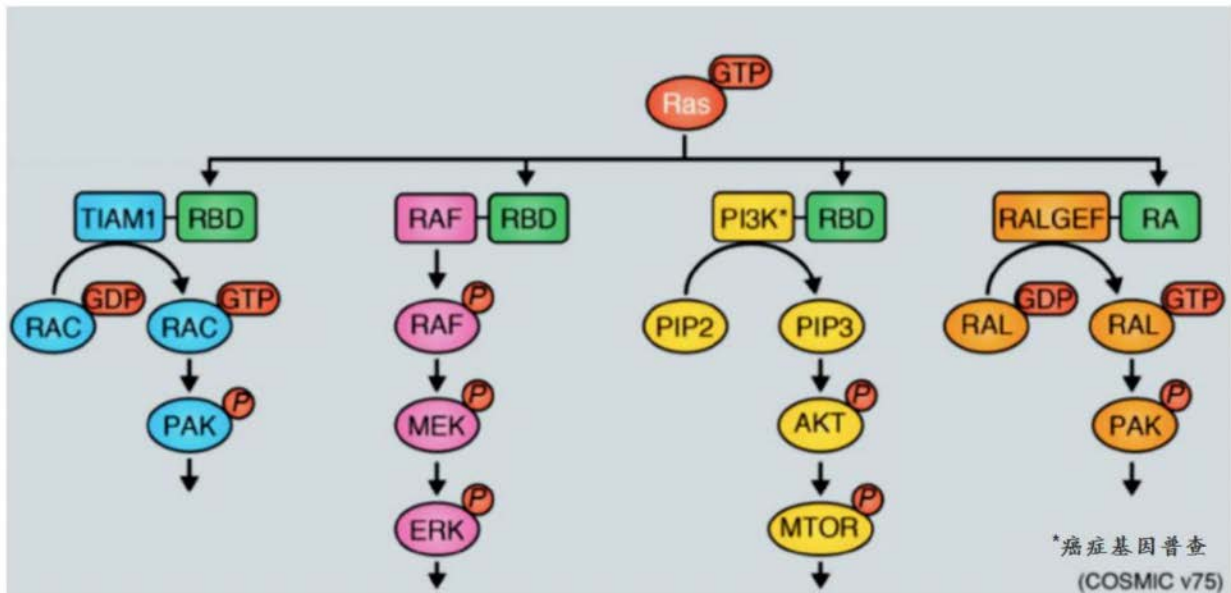 GTP
Ras
TIAM1 RBD RAF RBD PI3K* RBD RALGEF RA
GDP GTP P GDP GTP
RAC RAC RAF PIP2 PIP3 RAL RAL
P P P P
PAK MEK AKT PAK
P P
ERK MTOR
*癌症基因普查
(COSMIC v75)